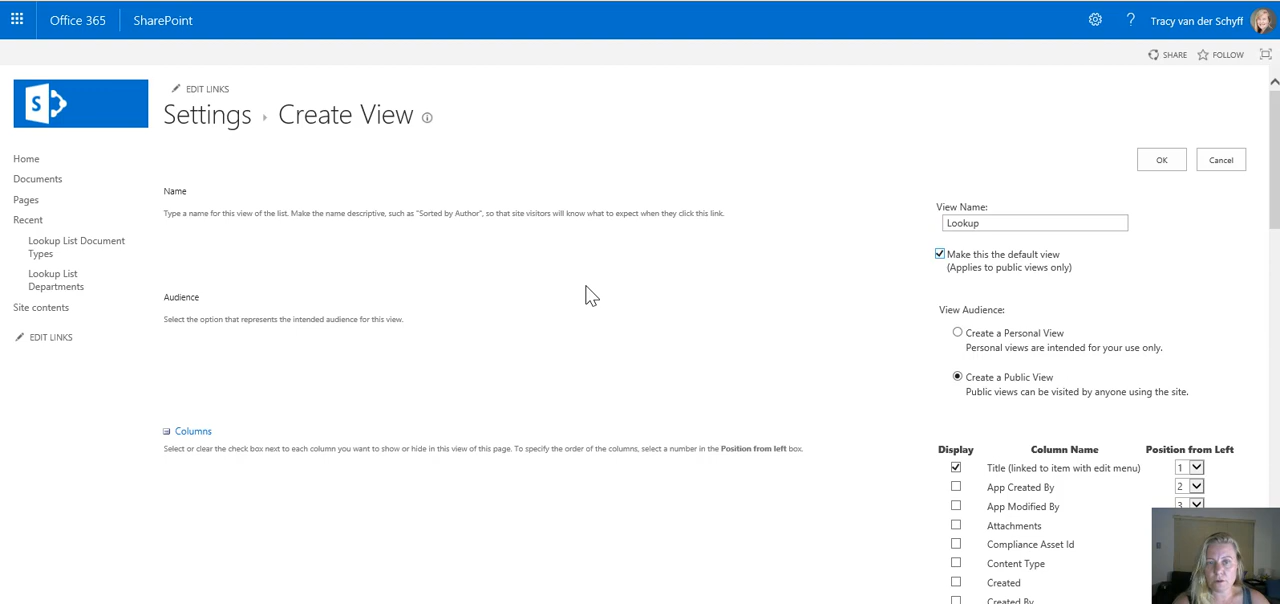 Office 365
SharePoint
?
Tracy van der Schyff
SHARE
FOLLOW
S
EDIT LINKS
Settings
Create View
OK
Cancel
Home
Documents
Pages
Recent
Lookup List Document
Types
Lookup List
Departments
Site contents
EDIT LINKS
Name
Type a name for this view of the list. Make the name descriptive, such as "Sorted by Author", so that site visitors will know what to expect when they click this link.
View Name:
Lookup
Make this the default view
(Applies to public views only)
Audience
Select the option that represents the intended audience for this view.
View Audience:
Create a Personal View
Personal views are intended for your use only.
Create a Public View
Public views can be visited by anyone using the site.
Columns
Select or clear the check box next to each column you want to show or hide in this view of this page. To specify the order of the columns, select a number in the Position from left box.
Display Column Name Position from Left
Title (linked to item with edit menu) 1
App Created By 2
App Modified By 3
Attachments
Compliance Asset Id
Content Type
Created
Created By